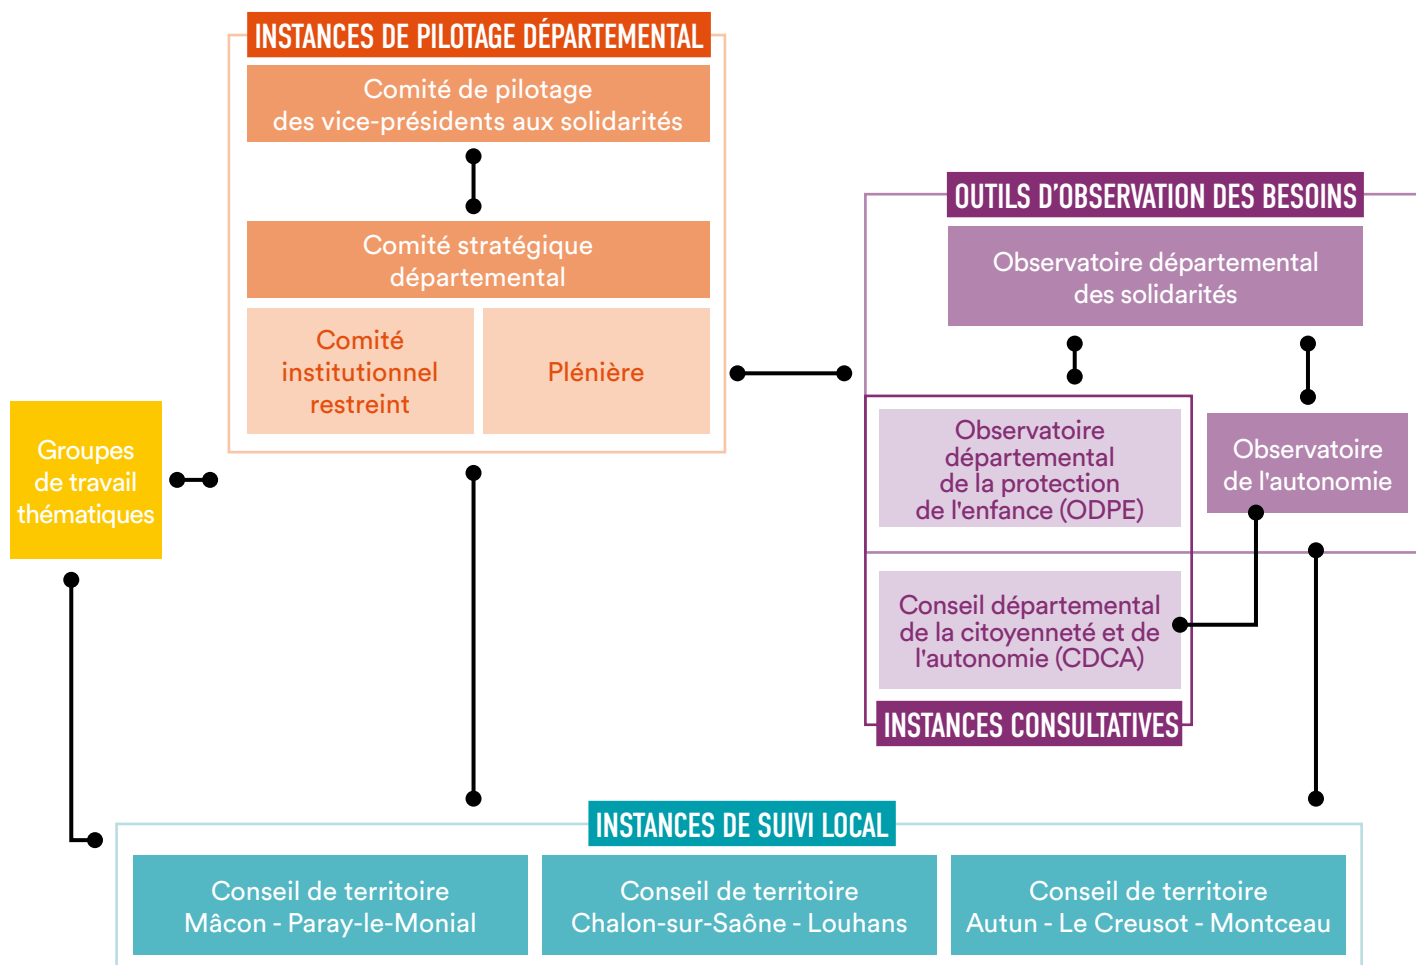 INSTANCES DE PILOTAGE DÉPARTEMENTAL
Comité de pilotage
des vice-présidents aux solidarités
Comité stratégique
départemental
Comité
institutionnel
restreint
Plénière
Groupes
de travail
thématiques
OUTILS D'OBSERVATION DES BESOINS
Observatoire départemental
des solidarités
Observatoire
départemental
de la protection
de l'enfance (ODPE)
Observatoire
de l'autonomie
Conseil départemental
de la citoyenneté et de
l'autonomie (CDCA)
INSTANCES CONSULTATIVES
INSTANCES DE SUIVI LOCAL
Conseil de territoire
Mâcon - Paray-le-Monial
Conseil de territoire
Chalon-sur-Saône - Louhans
Conseil de territoire
Autun - Le Creusot - Montceau